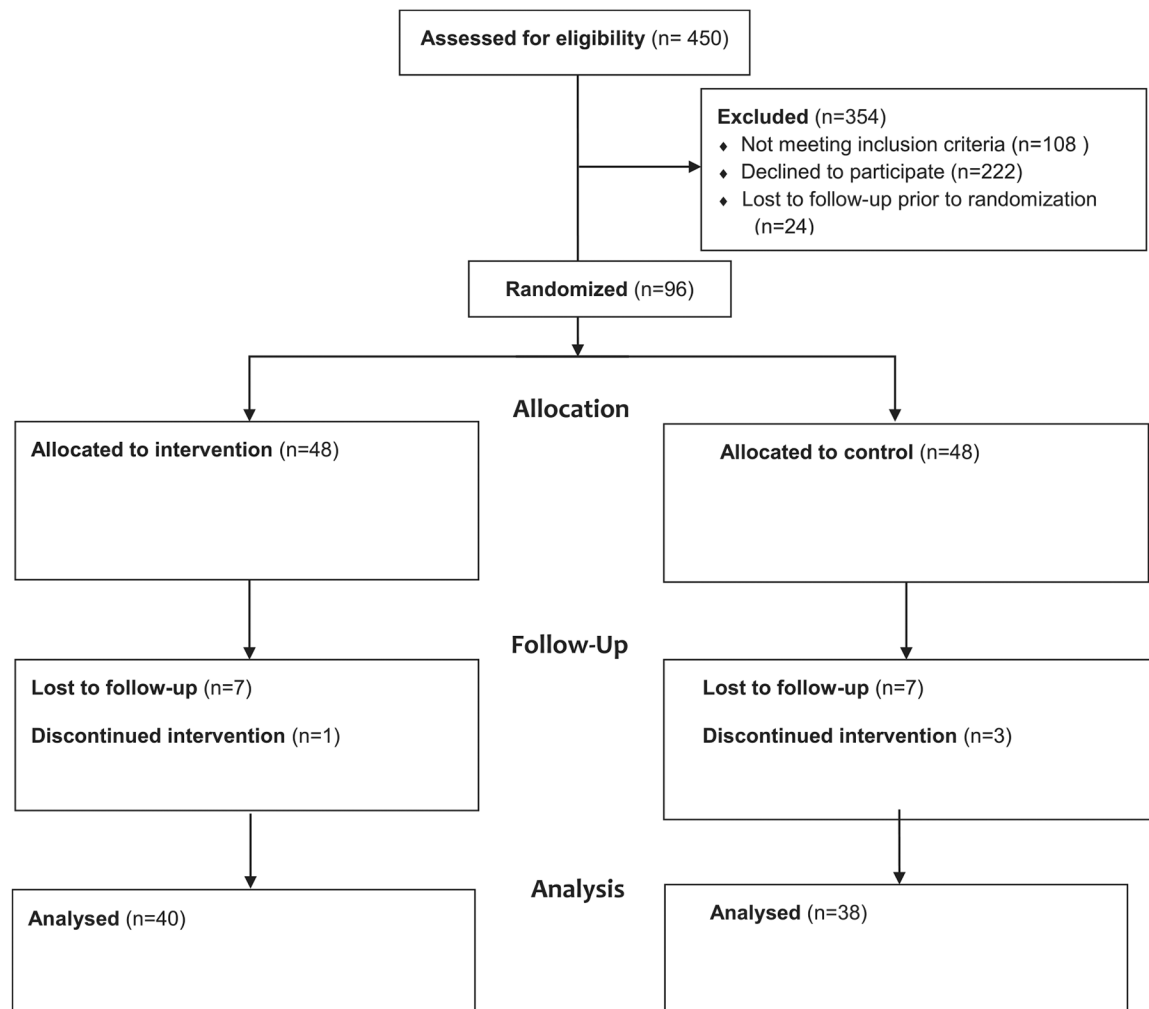 Assessed for eligibility (n= 450)
Excluded (n=354)
♦ Not meeting inclusion criteria (n=108 )
♦ Declined to participate (n=222)
♦ Lost to follow-up prior to randomization
(n=24)
Randomized (n=96)
Allocation
Allocated to intervention (n=48)
Allocated to control (n=48)
Follow-Up
Lost to follow-up (n=7)
Discontinued intervention (n=1)
Lost to follow-up (n=7)
Discontinued intervention (n=3)
Analysis
Analysed (n=40)
Analysed (n=38)